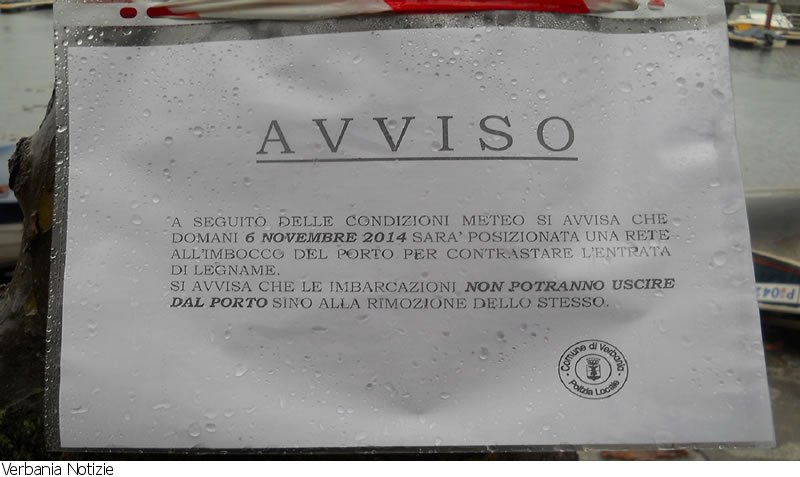 AVVISO
A SEGUITO DELLE CONDIZIONI METEO SI AVVISA CHE
DOMANI 6 NOVEMBRE 2014 SARA' POSIZIONATA UNA RETE
ALL'IMBOCCO DEL PORTO PER CONTRASTARE L'ENTRATA
DI LEGNAME.
SI AVVISA CHE LE IMBARCAZIONI NON POTRANNO USCIRE
DAL PORTO SINO ALLA RIMOZIONE DELLO STESSO.
Comune di Verbania
Polizia Locale
Verbania Notizie